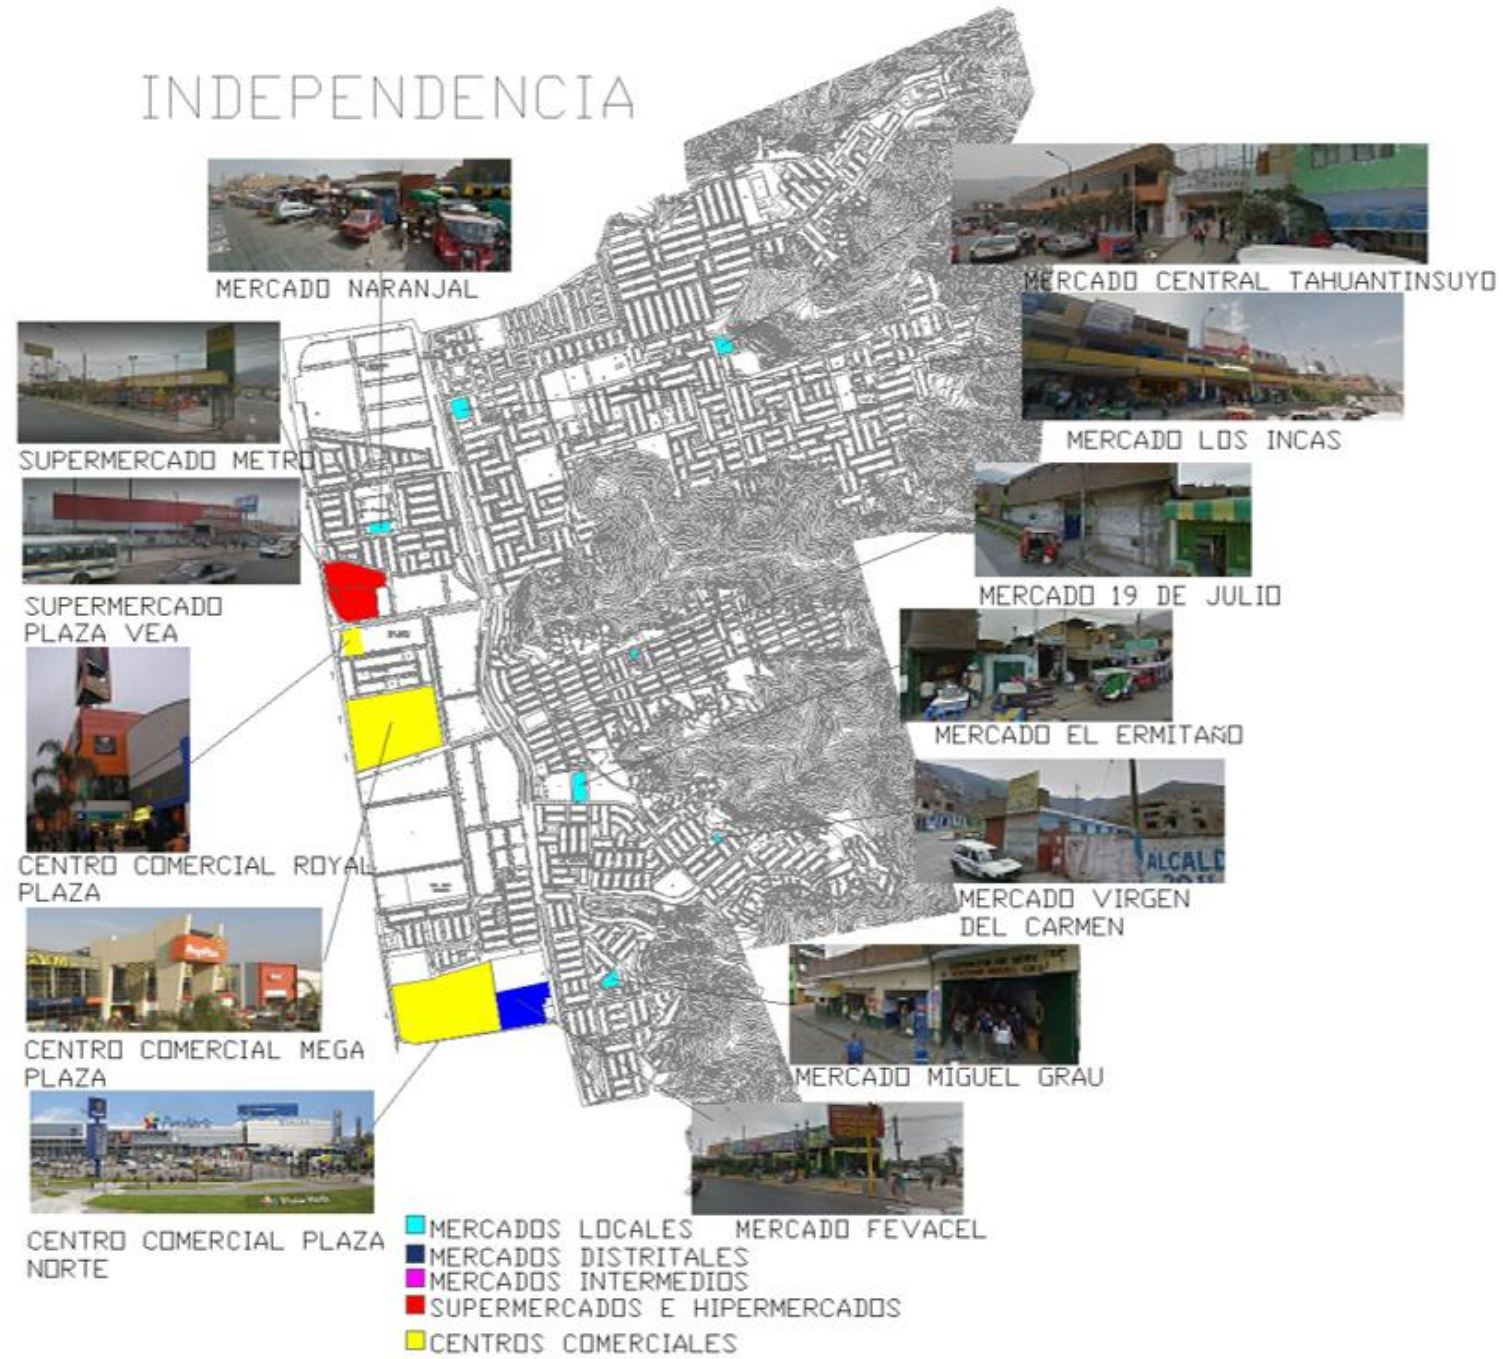 INDEPENDENCIA
MERCADO NARANJAL
MERCADO CENTRAL TAHUANTINSUYO
MERCADO LOS INCAS
SUPERMERCADO METRO
MERCADO 19 DE JULIO
SUPERMERCADO
PLAZA VEA
MERCADO EL ERMITAÑO
CENTRO COMERCIAL ROYAL
PLAZA
ALCALD
MERCADO VIRGEN
DEL CARMEN
CENTRO COMERCIAL MEGA
PLAZA
MERCADO MIGUEL GRAU
CENTRO COMERCIAL PLAZA
NORTE
MERCADO FEVACEL
MERCADOS LOCALES
MERCADOS DISTRITALES
MERCADOS INTERMEDIOS
SUPERMERCADOS E HIPERMERCADOS
CENTROS COMERCIALES